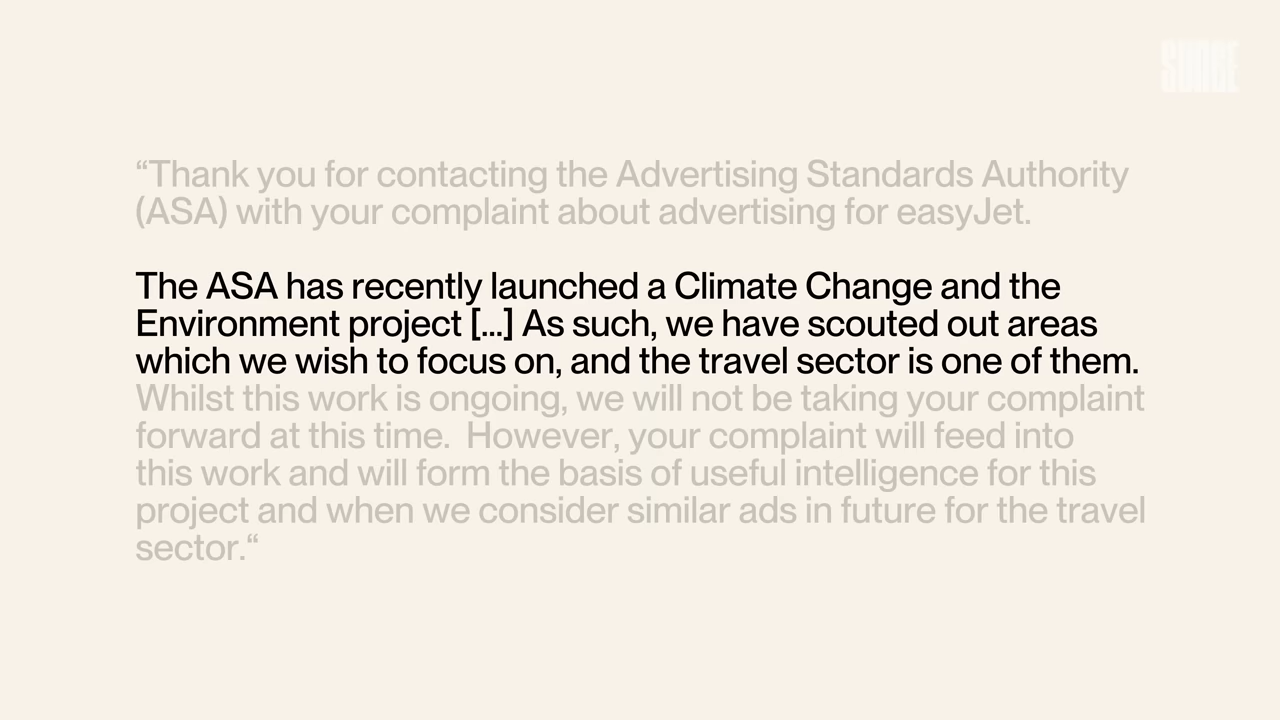 “Thank you for contacting the Advertising Standards Authority
(ASA) with your complaint about advertising for easyJet.
The ASA has recently launched a Climate Change and the
Environment project [...] As such, we have scouted out areas
which we wish to focus on, and the travel sector is one of them.
Whilst this work is ongoing, we will not be taking your complaint
forward at this time.  However, your complaint will feed into
this work and will form the basis of useful intelligence for this
project and when we consider similar ads in future for the travel
sector.“